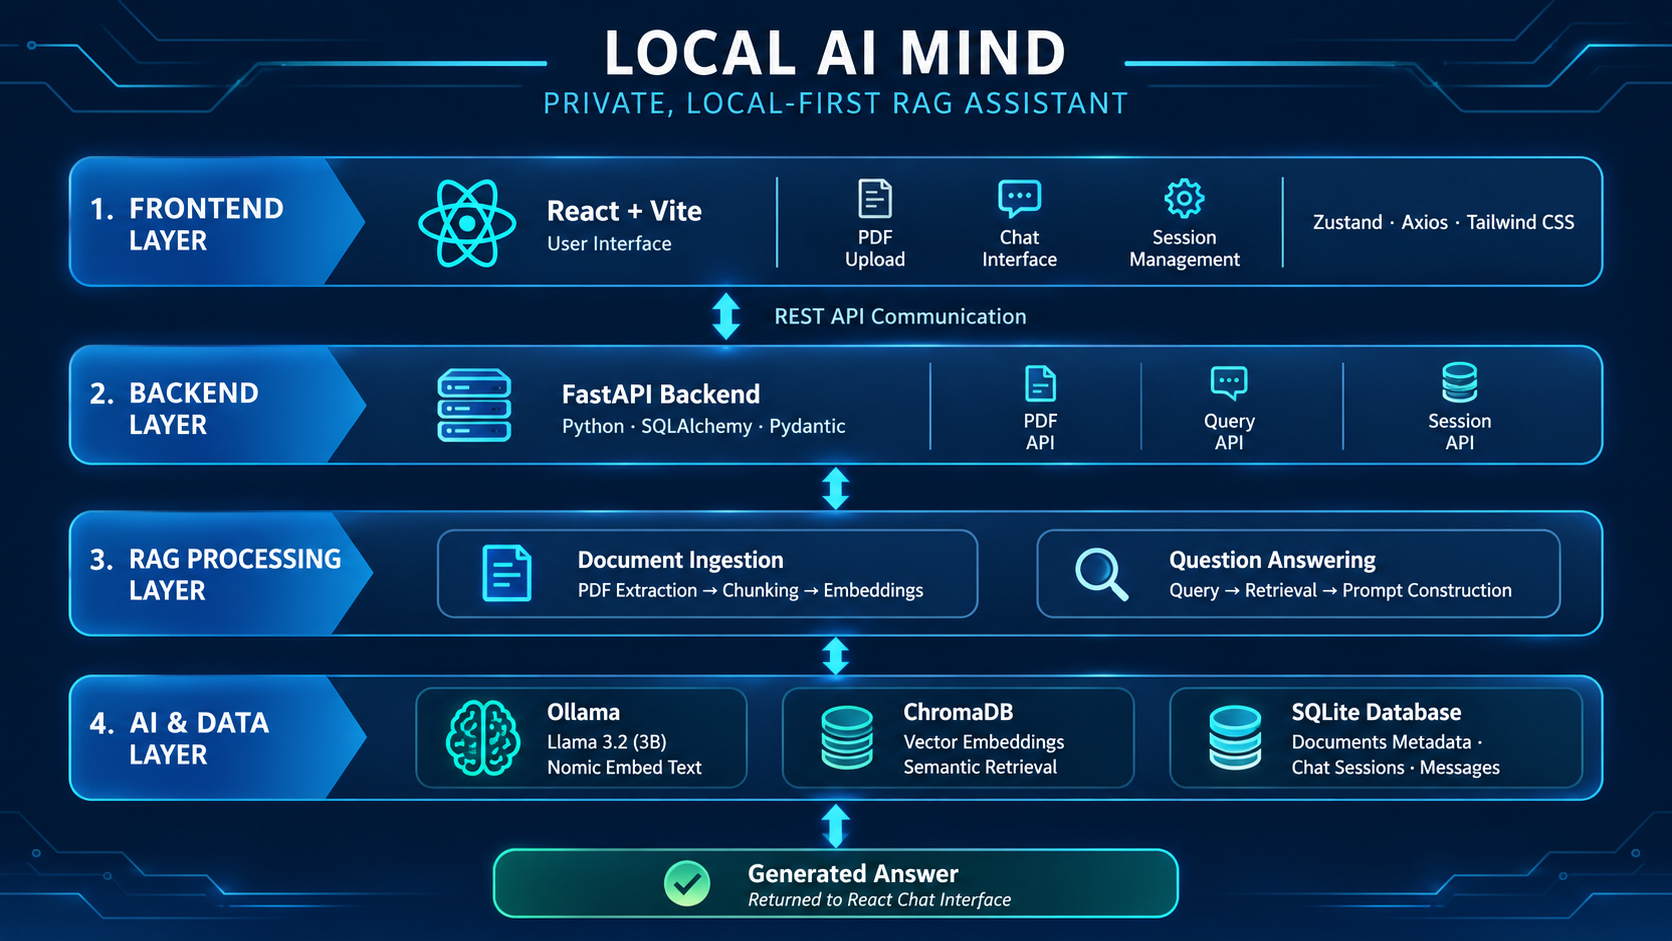 LOCAL AI MIND
PRIVATE, LOCAL-FIRST RAG ASSISTANT
1. FRONTEND
LAYER
React + Vite
User Interface
PDF
Upload
Chat
Interface
Session
Management
Zustand · Axios · Tailwind CSS
REST API Communication
2. BACKEND
LAYER
FastAPI Backend
Python · SQLAlchemy · Pydantic
PDF
API
Query
API
Session
API
3. RAG PROCESSING
LAYER
Document Ingestion
PDF Extraction → Chunking → Embeddings
Question Answering
Query → Retrieval → Prompt Construction
4. AI & DATA
LAYER
Ollama
Llama 3.2 (3B)
Nomic Embed Text
ChromaDB
Vector Embeddings
Semantic Retrieval
SQLite Database
Documents Metadata ·
Chat Sessions · Messages
Generated Answer
Returned to React Chat Interface